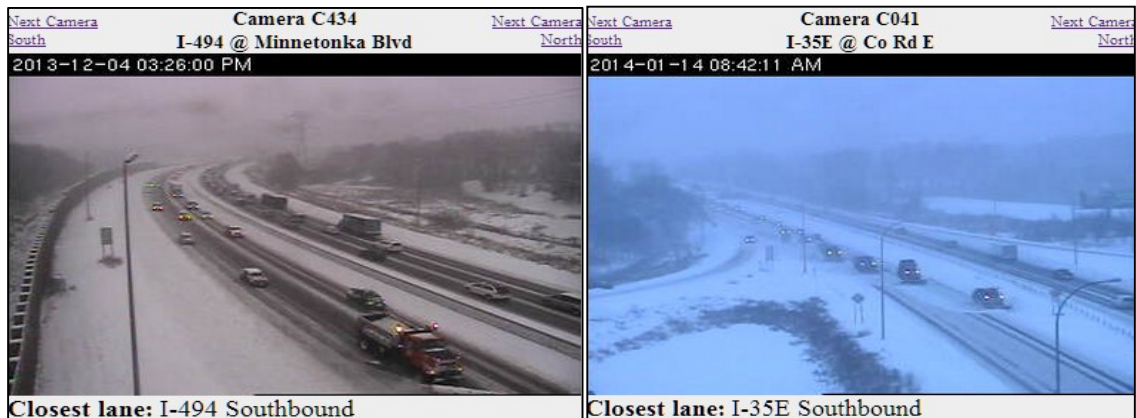 Next Camera
South
Camera C434
I-494 @ Minnetonka Blvd
Next Camera
North
2013-12-04 03:26:00 PM
Closest lane: I-494 Southbound
Next Camera
South
Camera C041
I-35E @ Co Rd E
Next Camera
North
2014-01-14 08:42:11 AM
Closest lane: I-35E Southbound